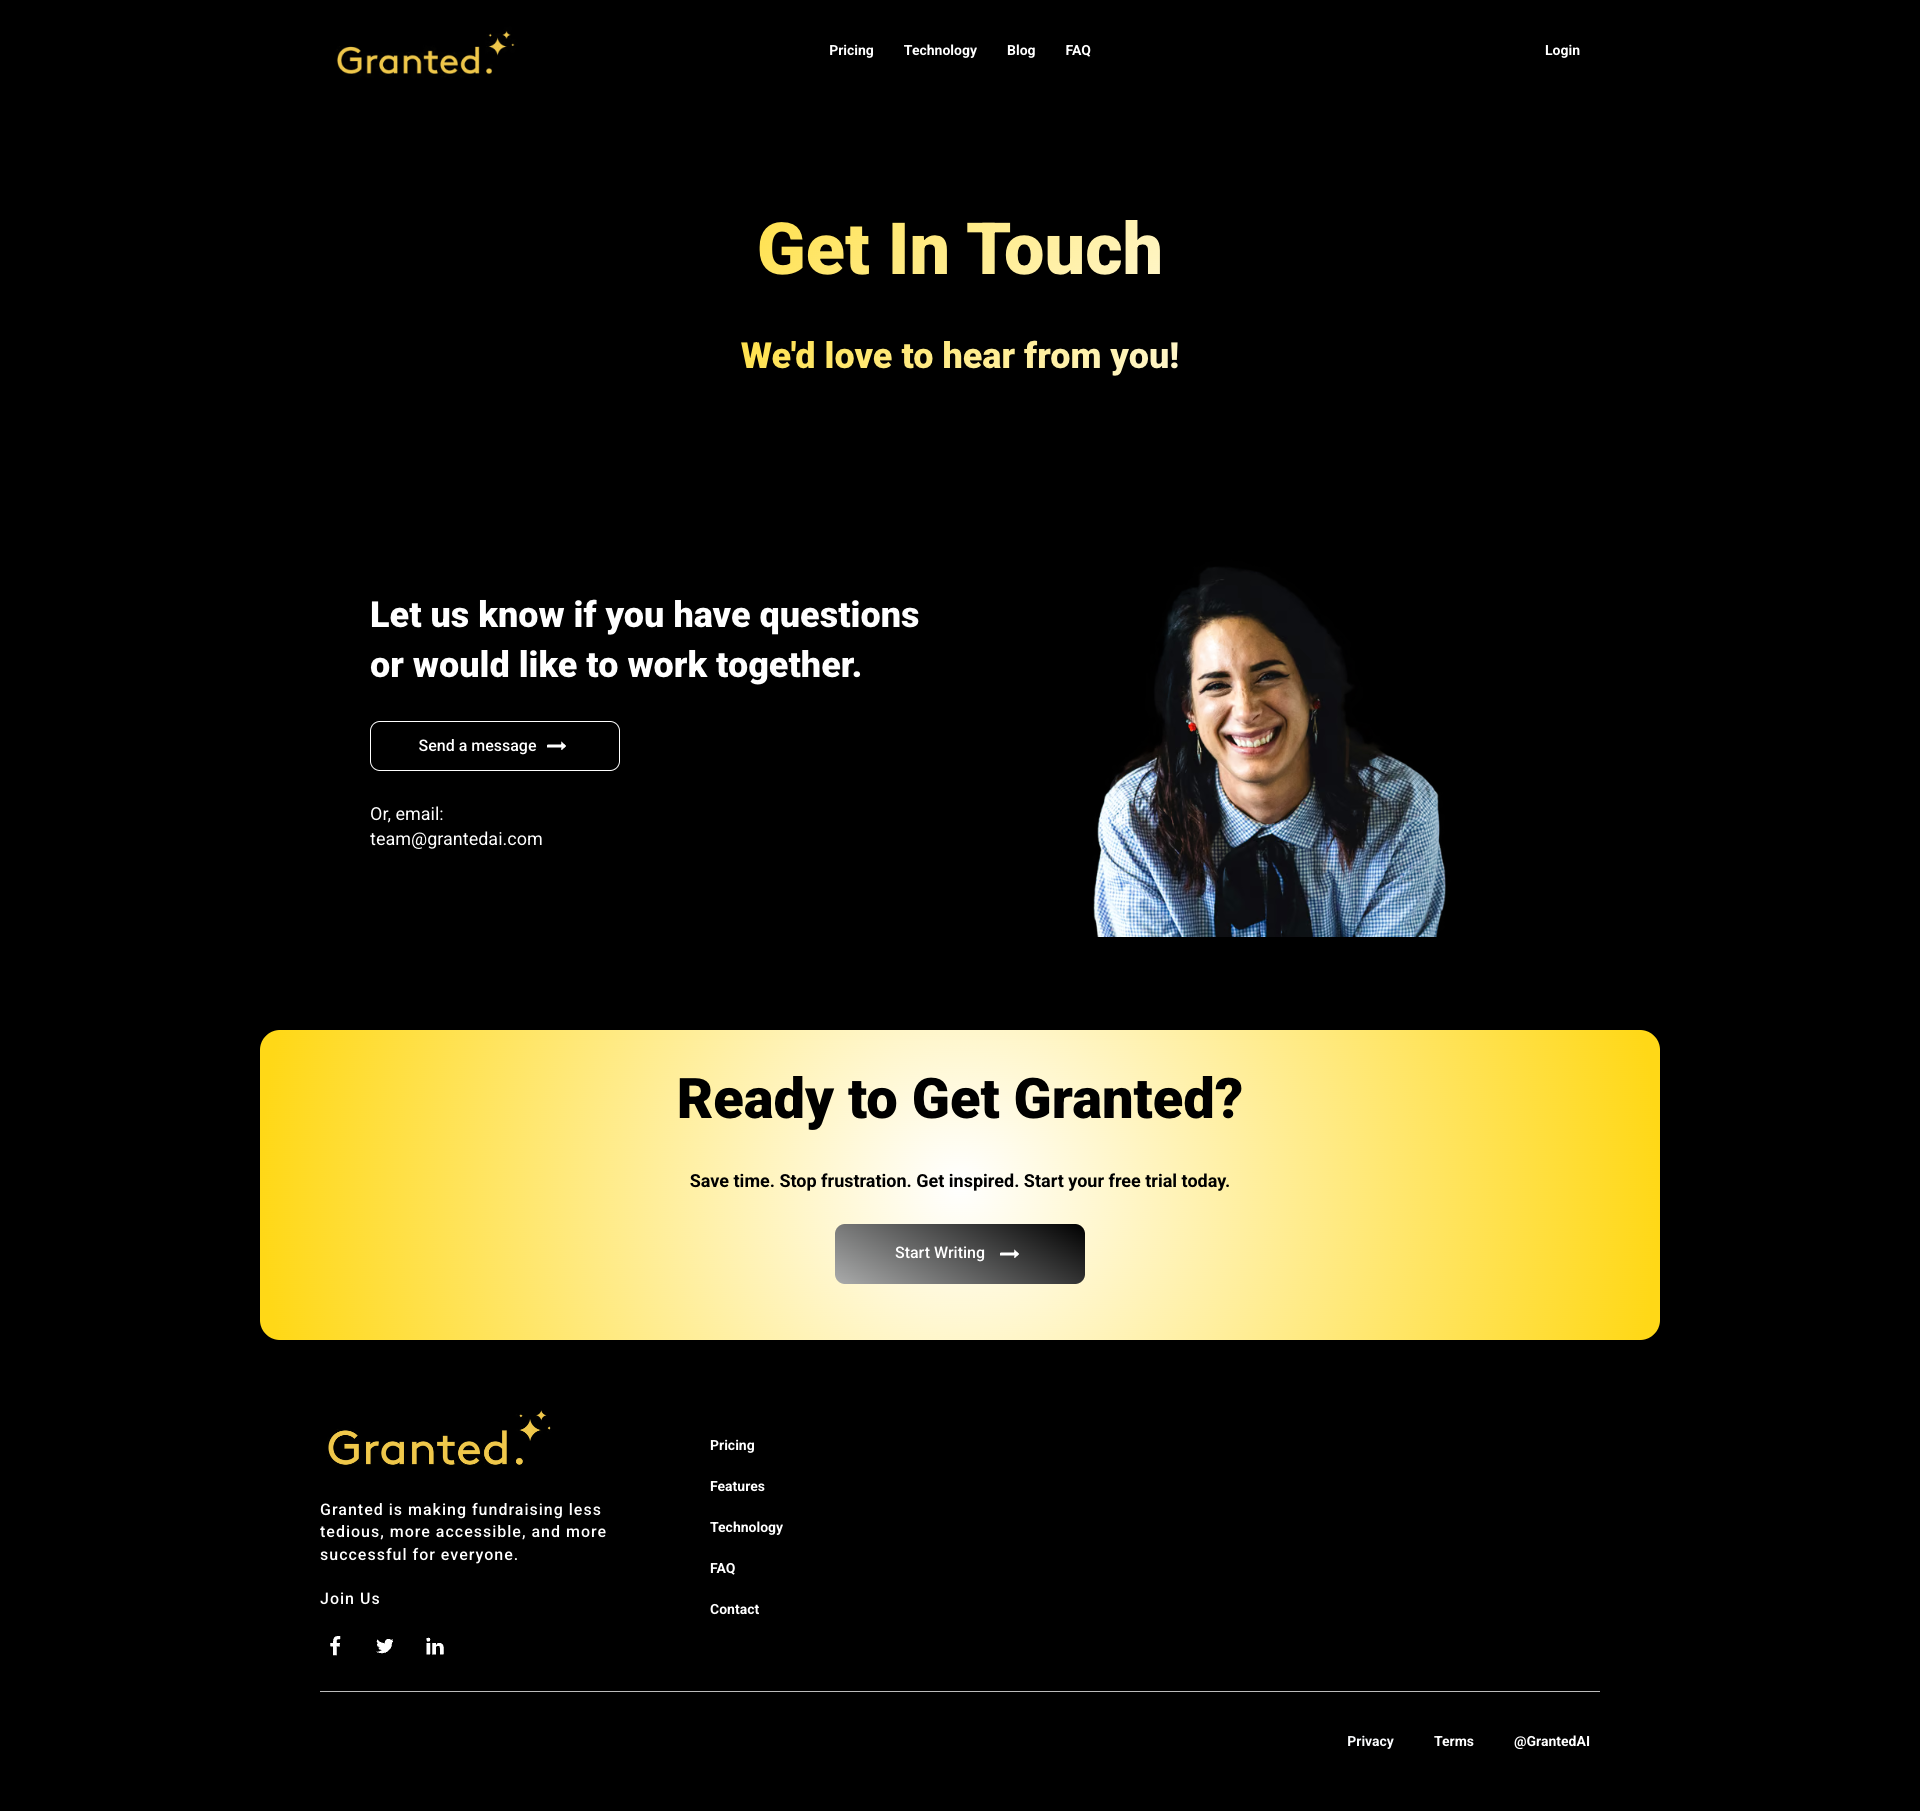 Granted.
Pricing Technology Blog FAQ
Login
Get In Touch
We'd love to hear from you!
Let us know if you have questions
or would like to work together.
Send a message
Or, email:
team@grantedai.com
Ready to Get Granted?
Save time. Stop frustration. Get inspired. Start your free trial today.
Start Writing
Granted.
Granted is making fundraising less
tedious, more accessible, and more
successful for everyone.
Join Us
Pricing
Features
Technology
FAQ
Contact
Privacy Terms @GrantedAI